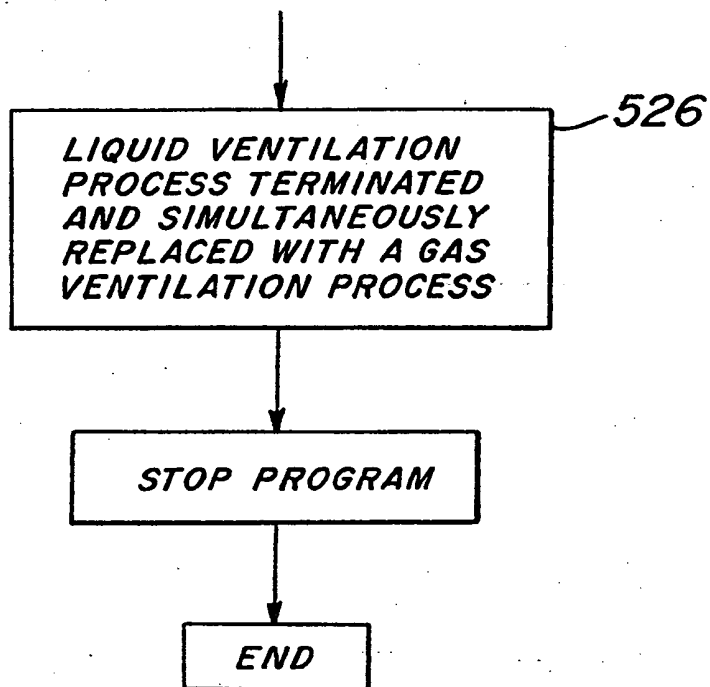 526
LIQUID VENTILATION
PROCESS TERMINATED
AND SIMULTANEOUSLY
REPLACED WITH A GAS
VENTILATION PROCESS
STOP PROGRAM
END